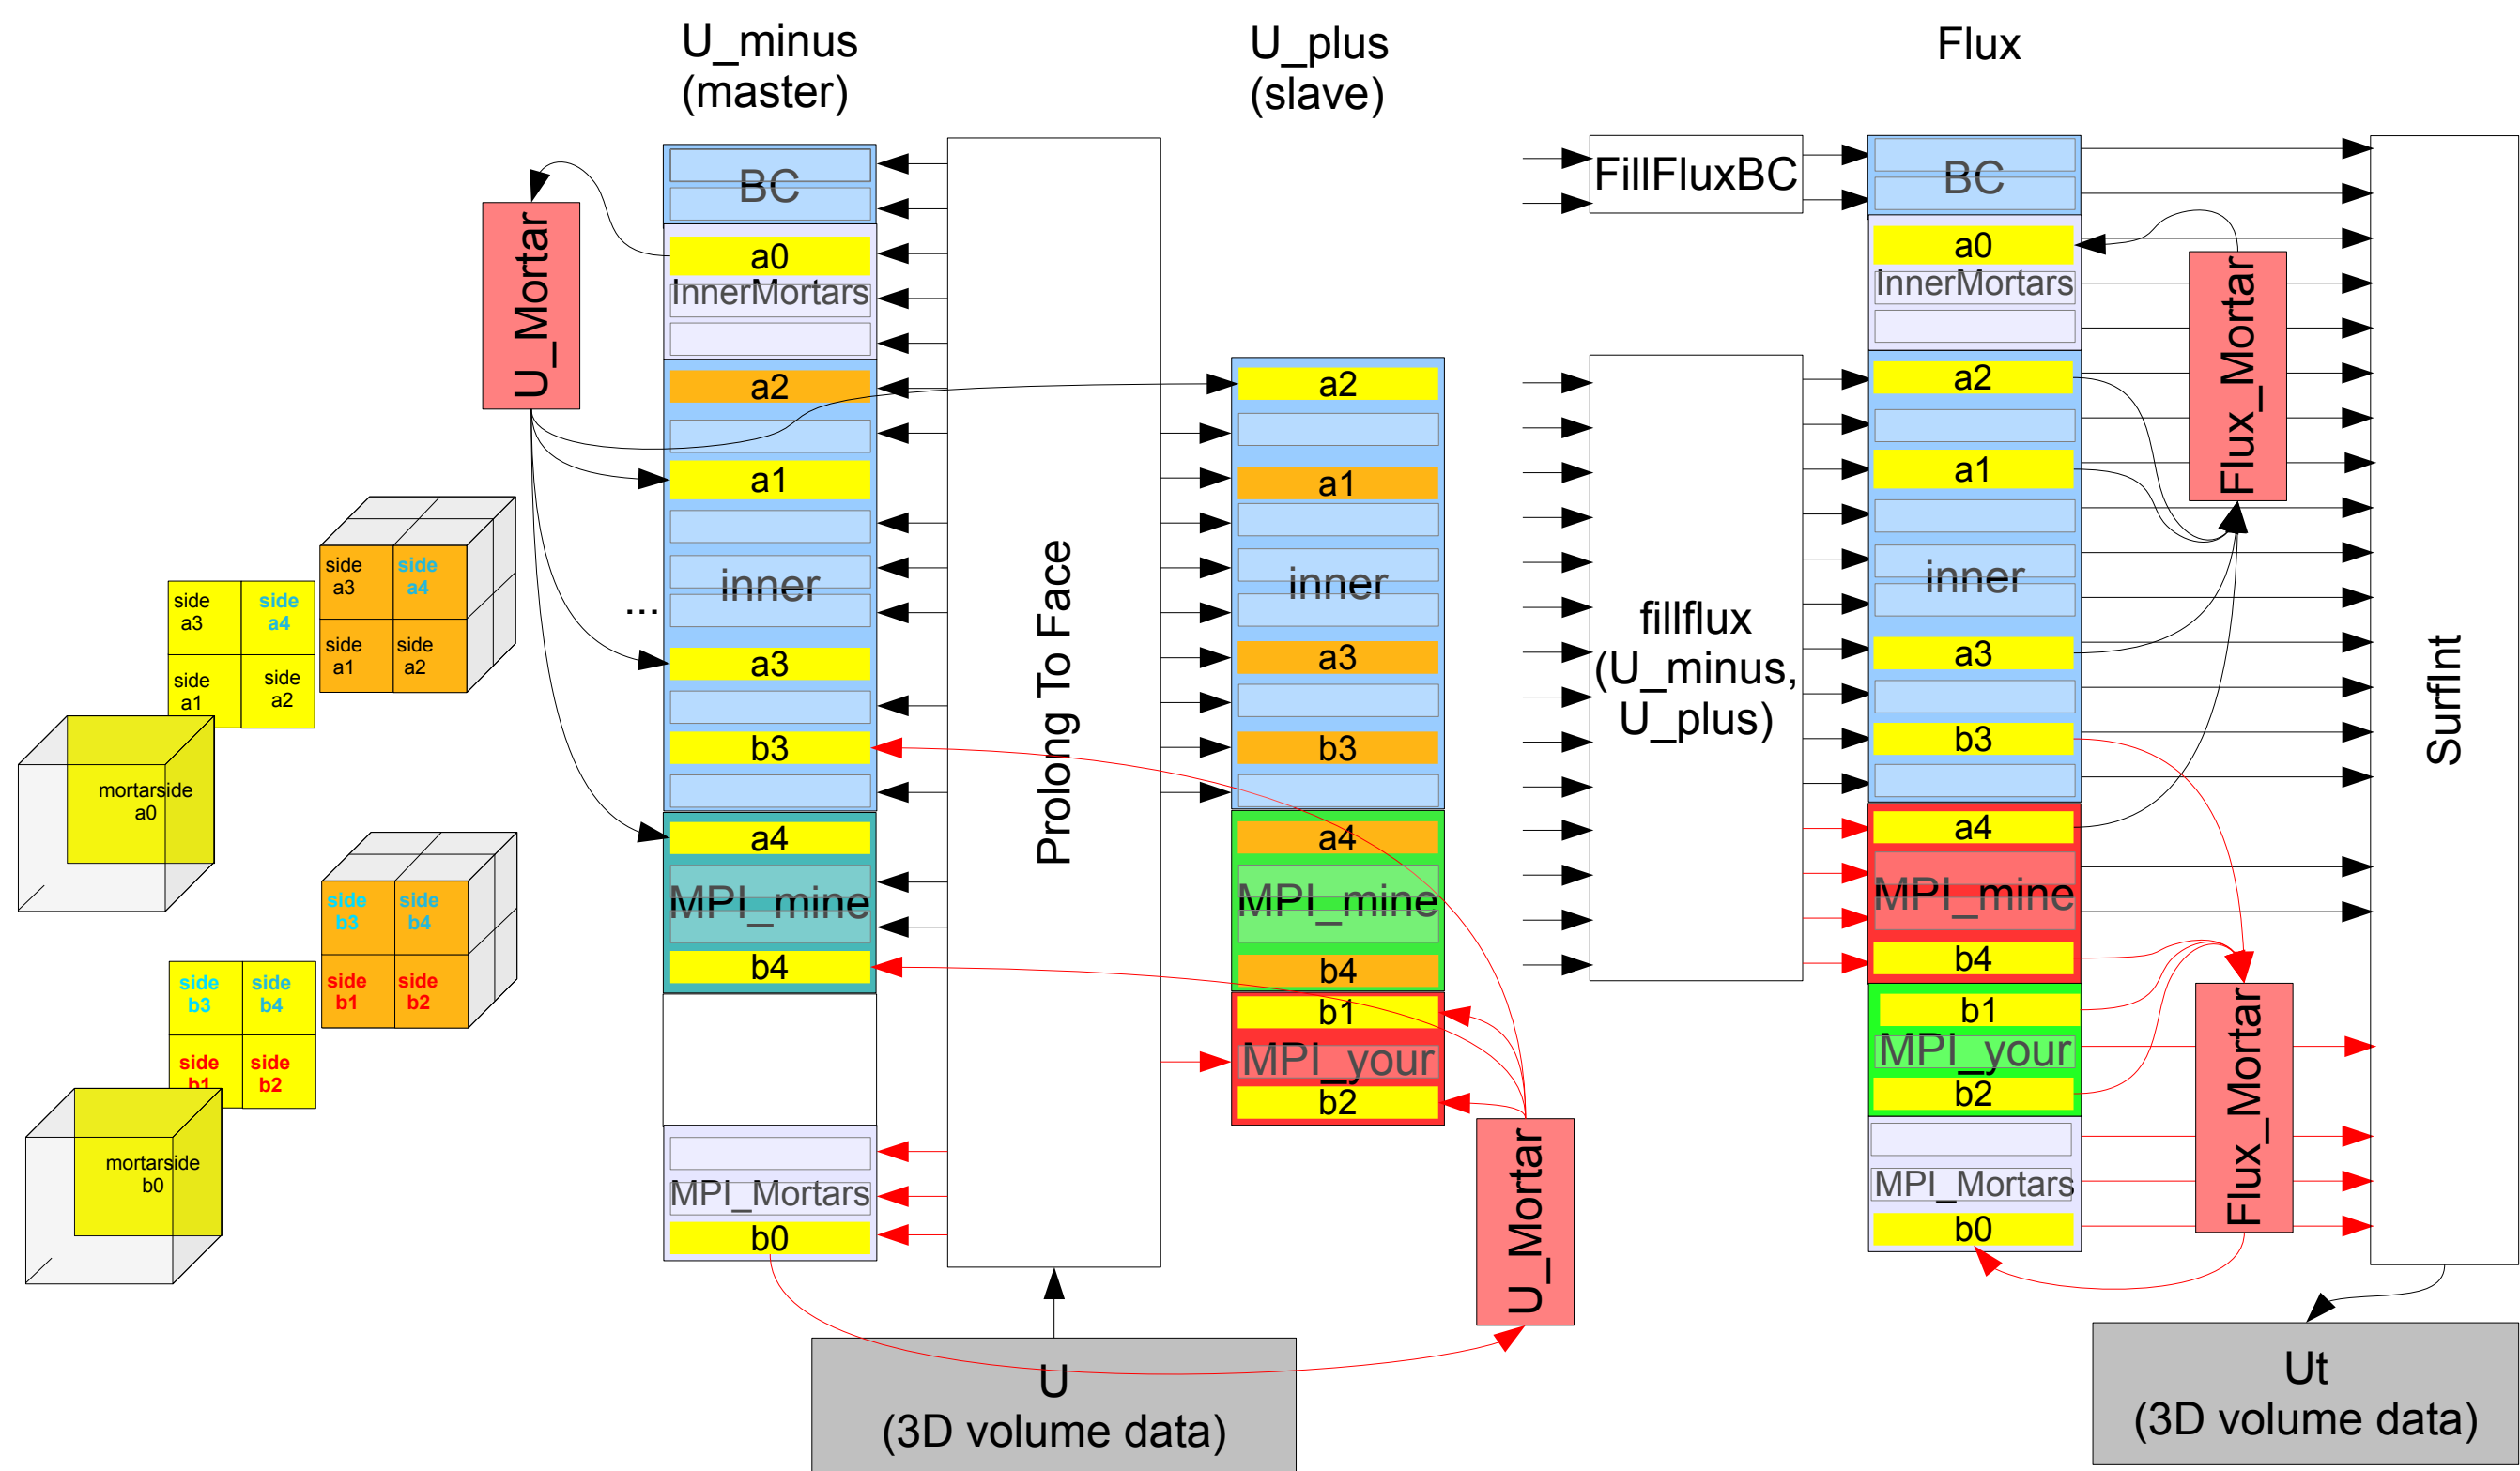 U_minus
(master)
U_plus
(slave)
Flux
U_Mortar
BC
a0
InnerMortars
a2
a1
inner
...
a3
b3
a4
MPI_mine
b4
MPI_Mortars
b0
Prolong To Face
a2
a1
inner
a3
b3
a4
MPI_mine
b4
b1
MPI_your
b2
U_Mortar
FillFluxBC
fillflux
(U_minus,
U_plus)
BC
a0
InnerMortars
a2
a1
inner
a3
b3
a4
MPI_mine
b4
b1
MPI_your
b2
MPI_Mortars
b0
Flux_Mortar
Flux_Mortar
SurfInt
side
a3
side
a4
side
a1
side
a2
side
a3
side
a4
side
a1
side
a2
mortarside
a0
side
b3
side
b4
side
b1
side
b2
side
b3
side
b4
side
b1
side
b2
mortarside
b0
U
(3D volume data)
Ut
(3D volume data)